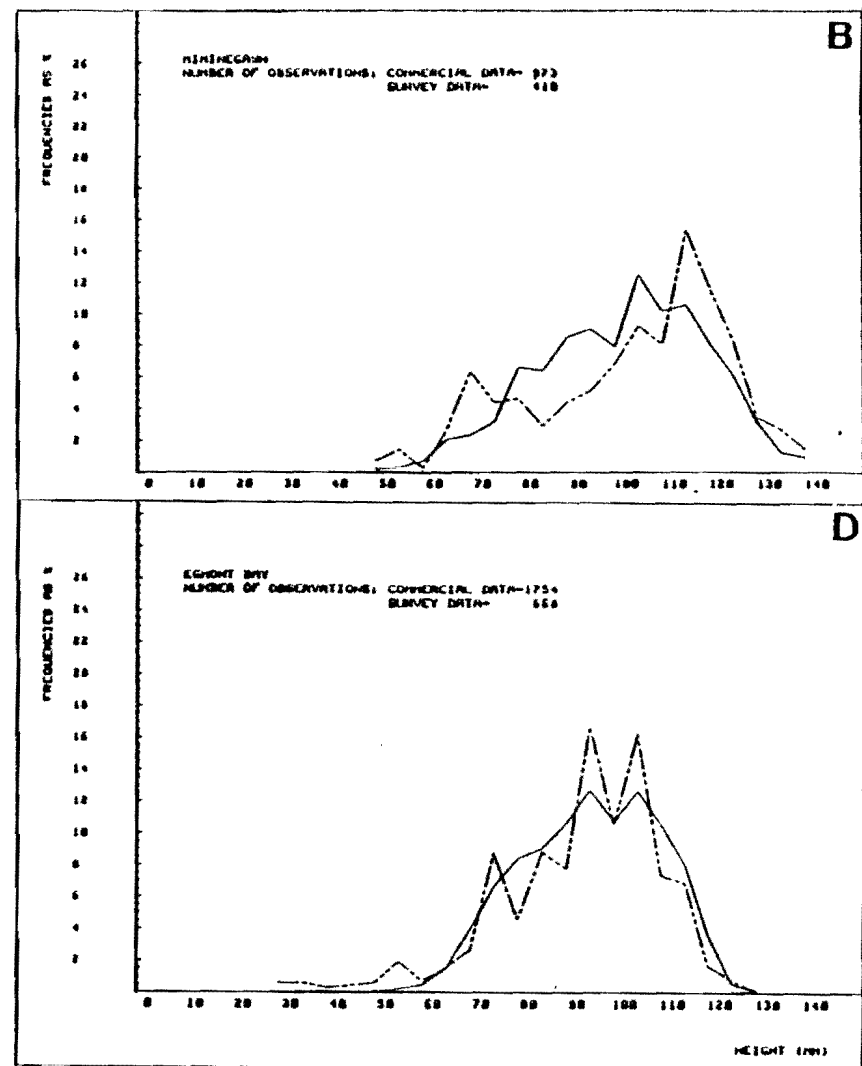 B
FREQUENCIES AS %
26
24
22
20
18
16
14
12
10
8
6
4
2
MIMINEGASH
NUMBER OF OBSERVATIONS: COMMERCIAL DATA- 973
SURVEY DATA- 410
0 10 20 30 40 50 60 70 80 90 100 110 120 130 140
D
FREQUENCIES AS %
26
24
22
20
18
16
14
12
10
8
6
4
2
EGMONT BAY
NUMBER OF OBSERVATIONS: COMMERCIAL DATA-1754
SURVEY DATA-
0 10 20 30 40 50 60 70 80 90 100 110 120 130 140
HEIGHT (MM)